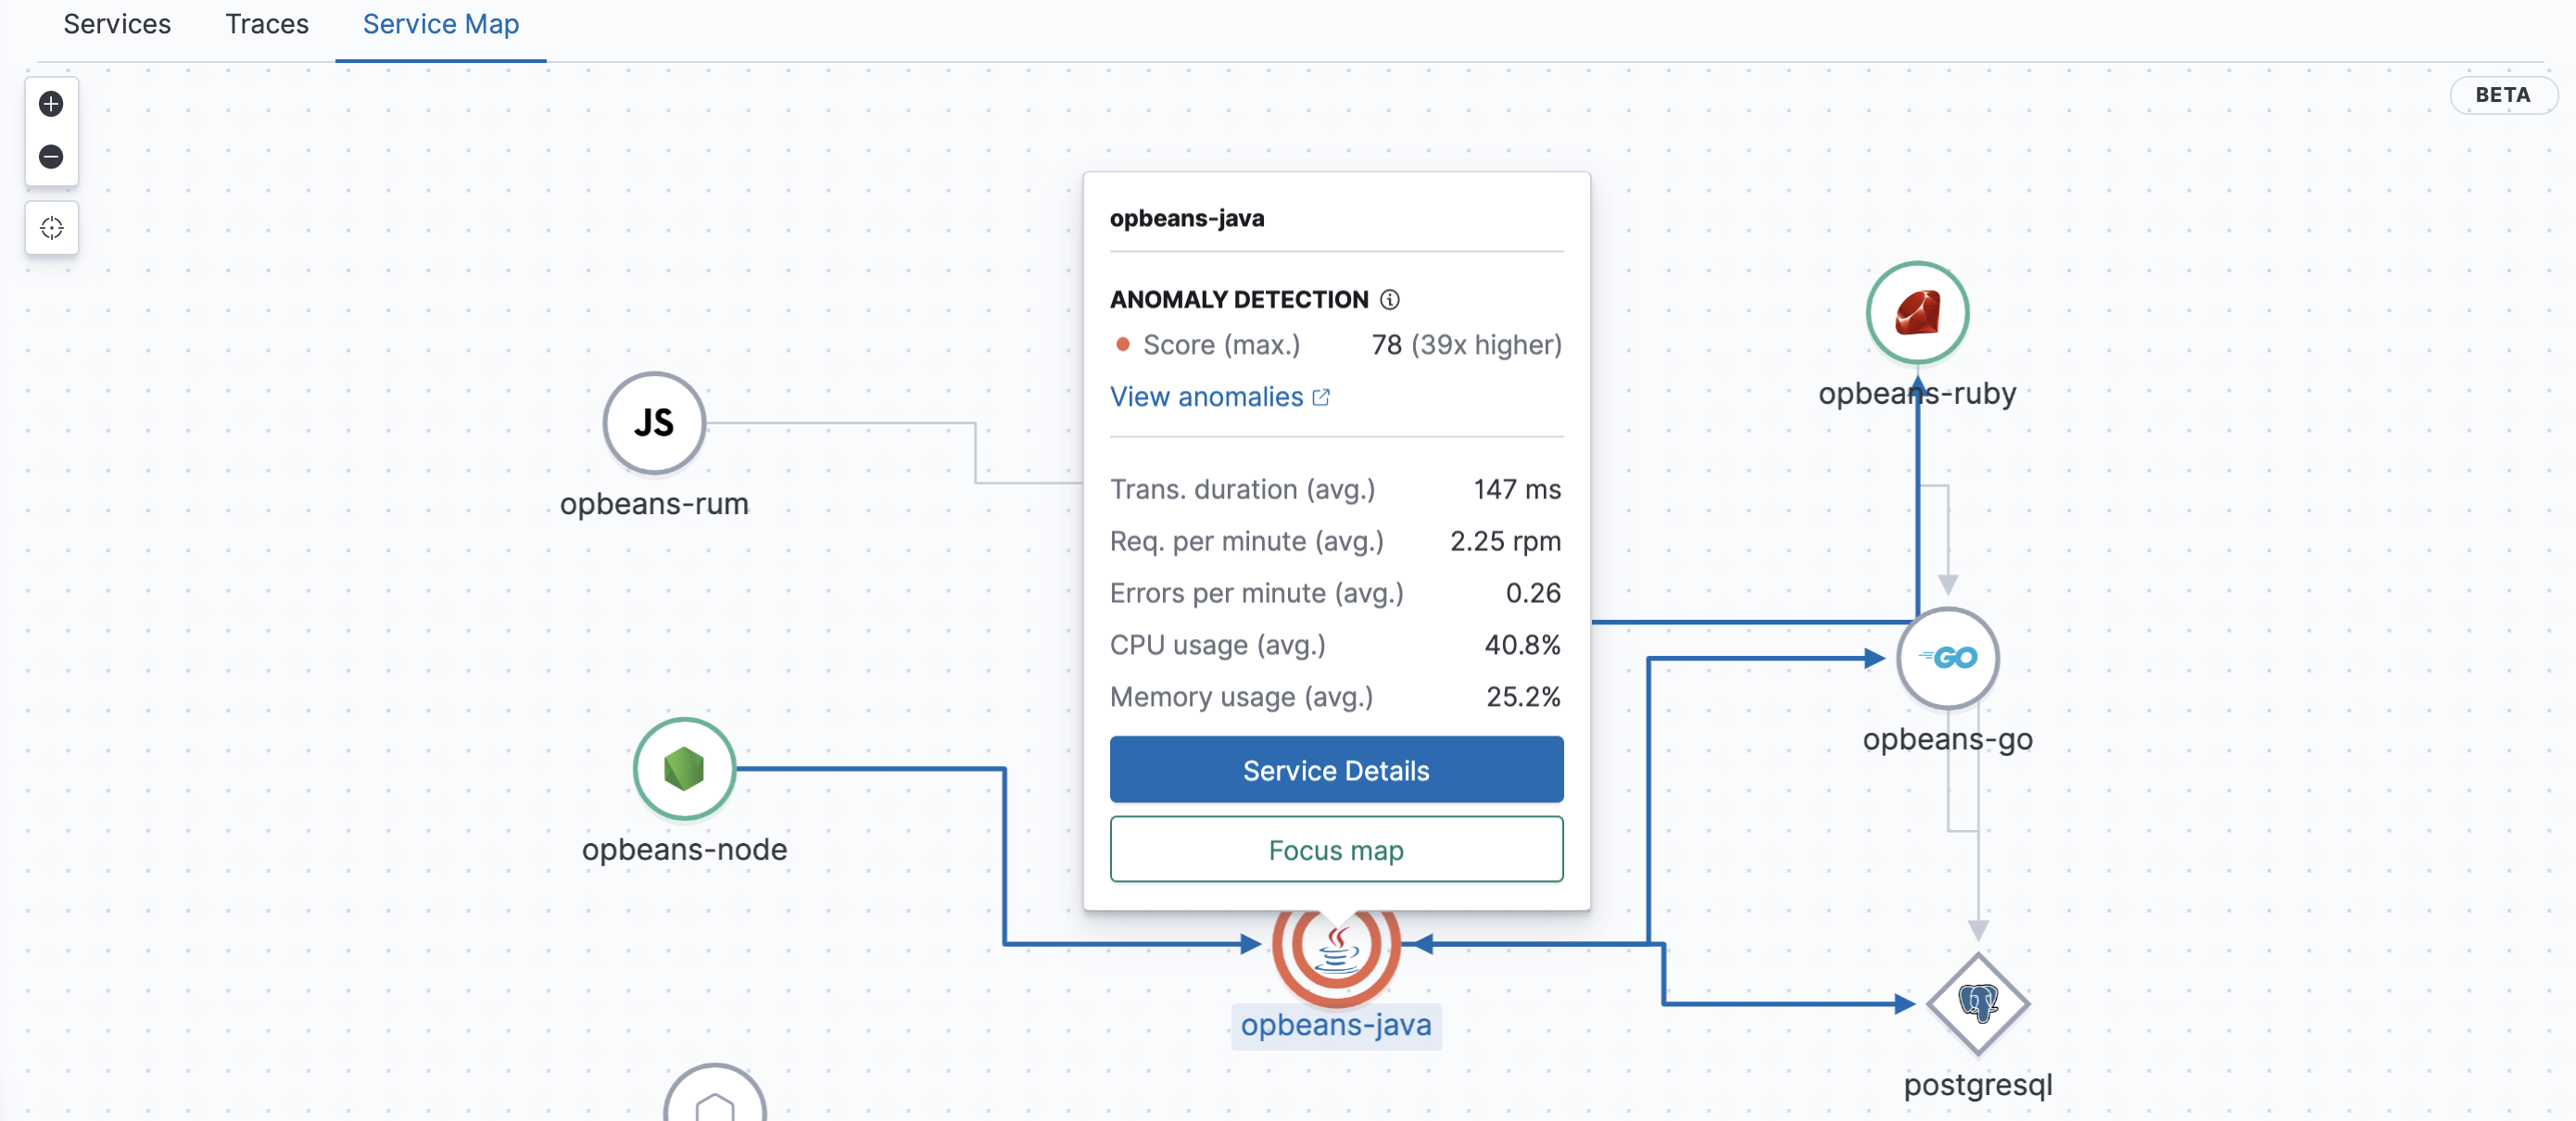 Services Traces Service Map
BETA
opbeans-java
ANOMALY DETECTION
Score (max.) 78 (39x higher)
View anomalies
Trans. duration (avg.) 147 ms
Req. per minute (avg.) 2.25 rpm
Errors per minute (avg.) 0.26
CPU usage (avg.) 40.8%
Memory usage (avg.) 25.2%
Service Details
Focus map
JS
opbeans-rum
opbeans-ruby
GO
opbeans-go
opbeans-node
opbeans-java
postgresql